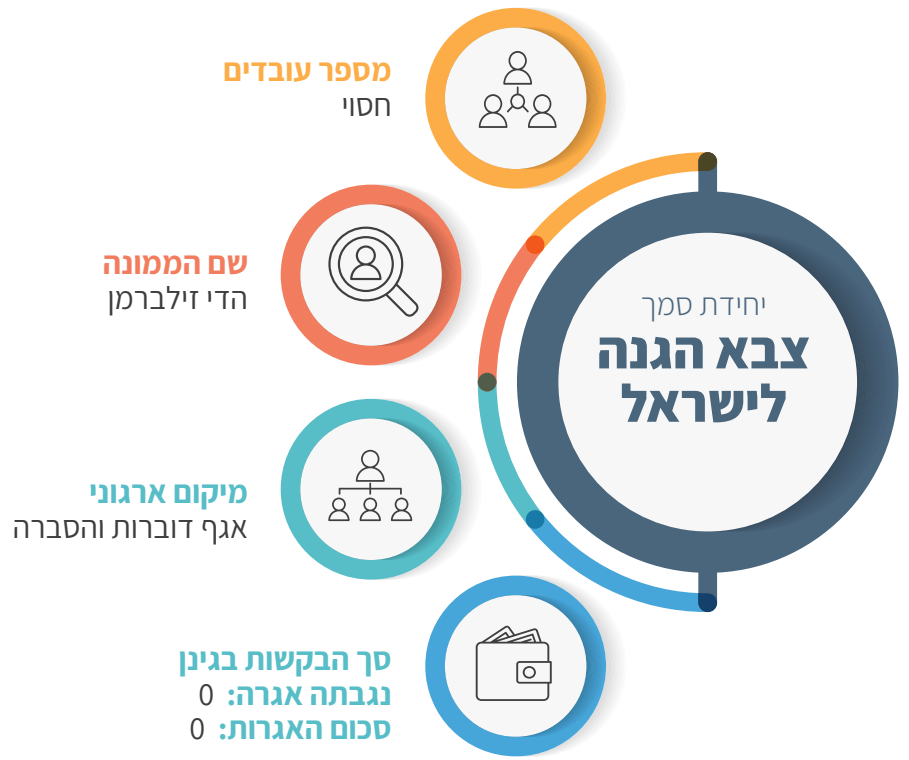 יחידת סמך
צבא הגנה
לישראל
מספר עובדים
חסוי
שם הממונה
הדי זילברמן
מיקום ארגוני
אגף דוברות והסברה
סך הבקשות בגינן
נגבתה אגרה: 0
סכום האגרות: 0